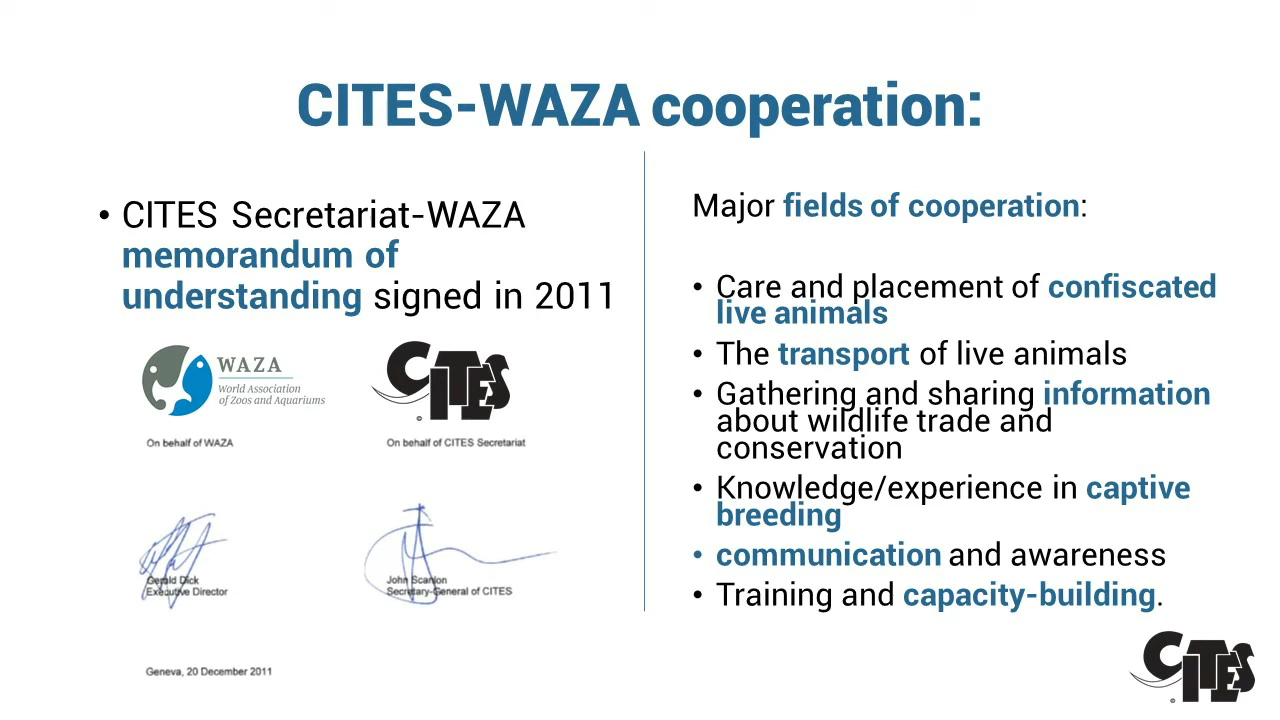 CITES-WAZA cooperation:
• CITES Secretariat-WAZA
memorandum of
understanding signed in 2011
WAZA
World Association
of Zoos and Aquariums
CITES
©
On behalf of WAZA
On behalf of CITES Secretariat
Gerald Dick
Executive Director
John Scanlon
Secretary-General of CITES
Geneva, 20 December 2011
Major fields of cooperation:
• Care and placement of confiscated
live animals
• The transport of live animals
• Gathering and sharing information
about wildlife trade and
conservation
• Knowledge/experience in captive
breeding
• communication and awareness
• Training and capacity-building.
CITES
©